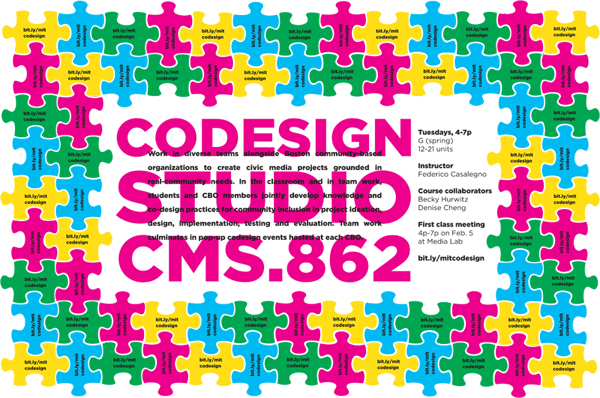 bit.ly/mit
codesign
CODESIGN
STUDIO
CMS.862
Work in diverse teams alongside Boston community-based
organizations to create civic media projects grounded in
real-community needs. In the classroom and in team work,
students and CBO members jointly develop knowledge and
co-design practices for community inclusion in project ideation,
design, implementation, testing and evaluation. Team work
culminates in pop-up codesign events hosted at each CBO.
Tuesdays, 4-7p
G (spring)
12-21 units
Instructor
Federico Casalegno
Course collaborators
Becky Hurwitz
Denise Cheng
First class meeting
4p-7p on Feb. 5
at Media Lab
bit.ly/mitcodesign